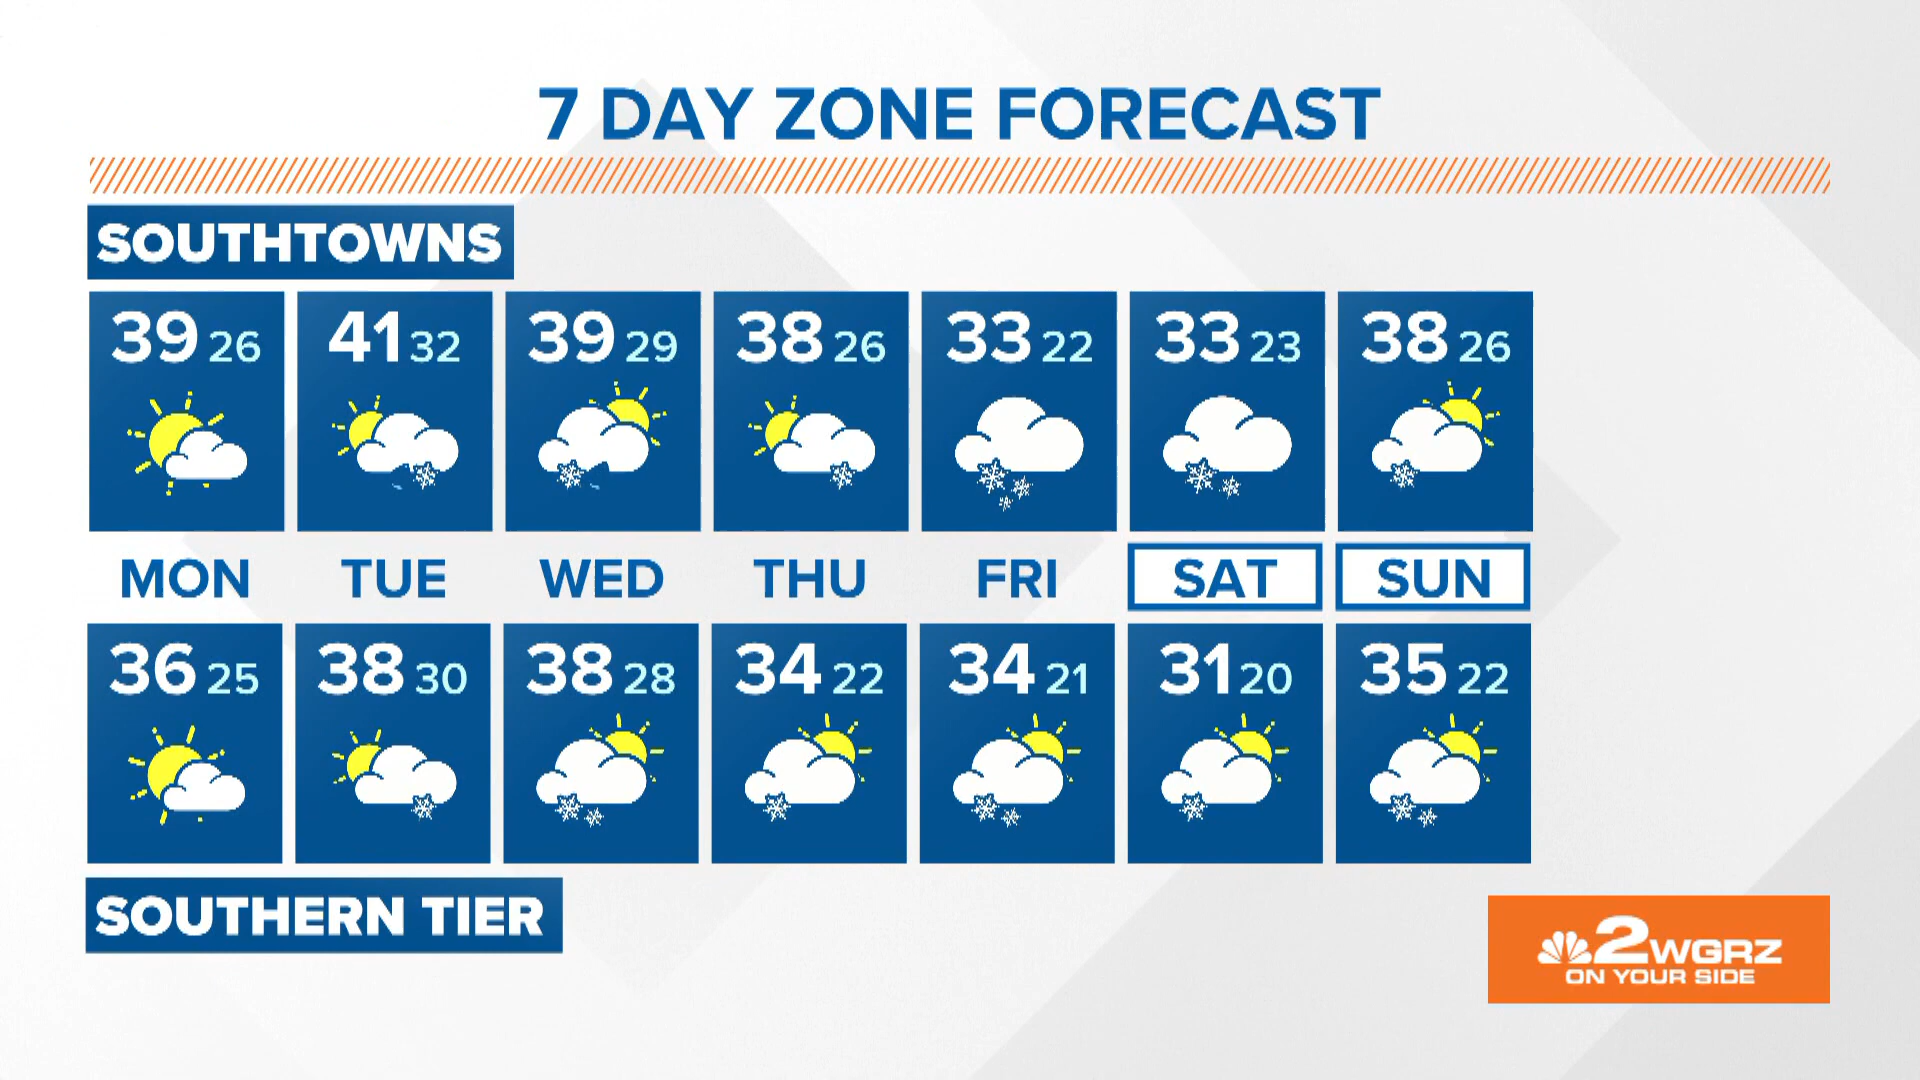 7 DAY ZONE FORECAST
SOUTHTOWNS
39 26 41 32 39 29 38 26 33 22 33 23 38 26
MON TUE WED THU FRI SAT SUN
36 25 38 30 38 28 34 22 34 21 31 20 35 22
SOUTHERN TIER
2 WGRZ
ON YOUR SIDE